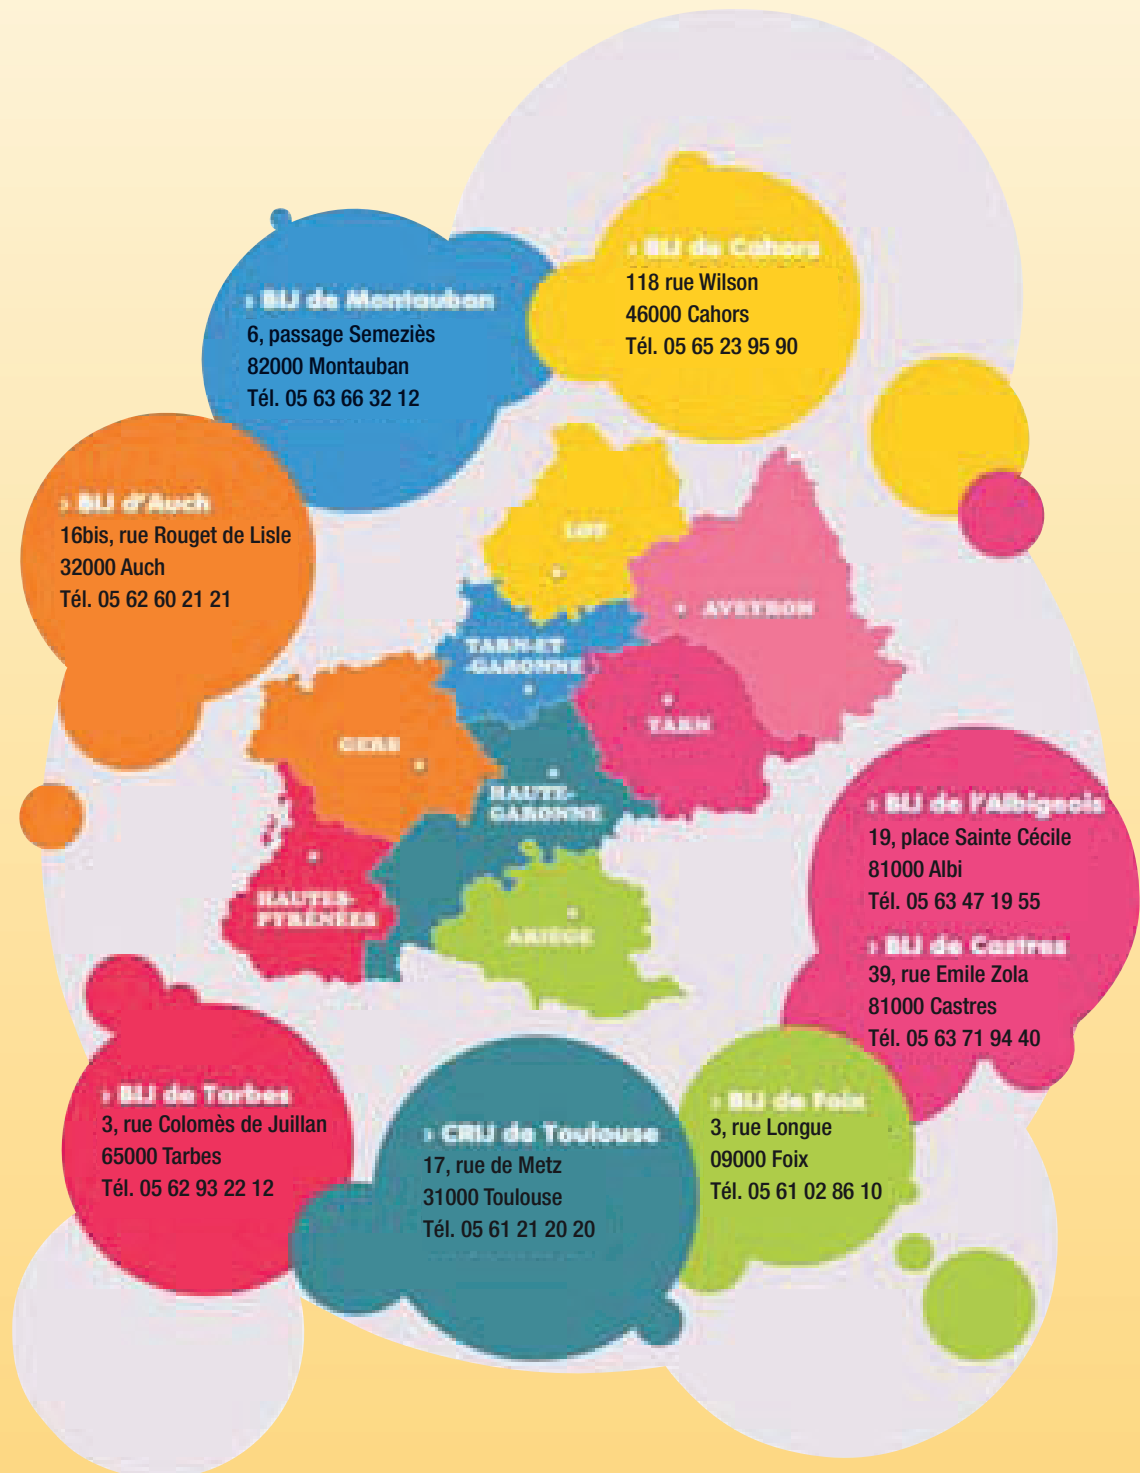 › BIJ de Cahors
118 rue Wilson
46000 Cahors
Tél. 05 65 23 95 90
› BIJ de Montauban
6, passage Semeziès
82000 Montauban
Tél. 05 63 66 32 12
› BIJ d'Auch
16bis, rue Rouget de Lisle
32000 Auch
Tél. 05 62 60 21 21
LOT
AVEYRON
TARN-ET
-GARONNE
TARN
GERS
HAUTE-
GARONNE
HAUTES-
PYRÉNÉES
ARIÈGE
› BIJ de l'Albigeois
19, place Sainte Cécile
81000 Albi
Tél. 05 63 47 19 55
› BIJ de Castres
39, rue Emile Zola
81000 Castres
Tél. 05 63 71 94 40
› BIJ de Tarbes
3, rue Colomès de Juillan
65000 Tarbes
Tél. 05 62 93 22 12
› CRIJ de Toulouse
17, rue de Metz
31000 Toulouse
Tél. 05 61 21 20 20
› BIJ de Foix
3, rue Longue
09000 Foix
Tél. 05 61 02 86 10